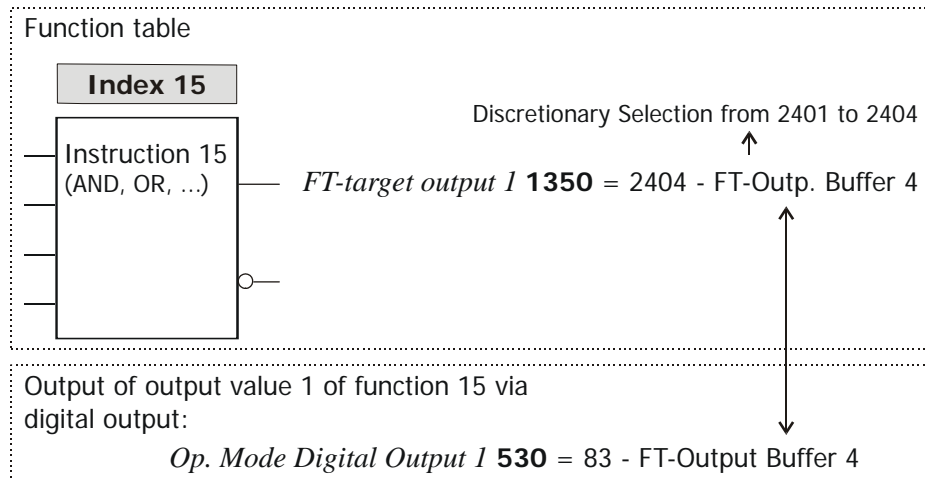 Function table
Index 15
Discretionary Selection from 2401 to 2404
Instruction 15
(AND, OR, ...)
FT-target output 1 1350 = 2404 - FT-Outp. Buffer 4
Output of output value 1 of function 15 via
digital output:
Op. Mode Digital Output 1 530 = 83 - FT-Output Buffer 4